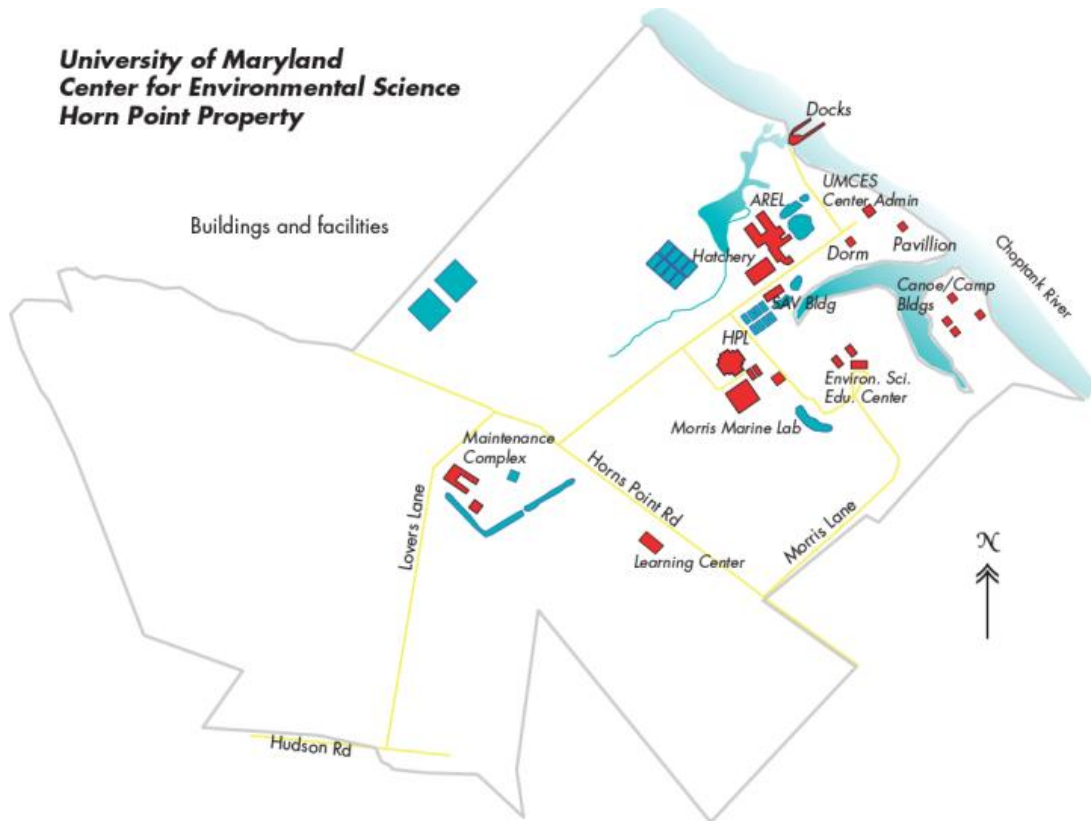 University of Maryland
Center for Environmental Science
Horn Point Property
Buildings and facilities
Docks
UMCES
Center Admin
AREL
Pavillion
Dorm
Hatchery
Choptank River
Canoe/Camp
Bldgs
SAV Bldg
HPL
Environ. Sci.
Edu. Center
Morris Marine Lab
Maintenance
Complex
Horns Point Rd
Lovers Lane
Morris Lane
Learning Center
N
Hudson Rd